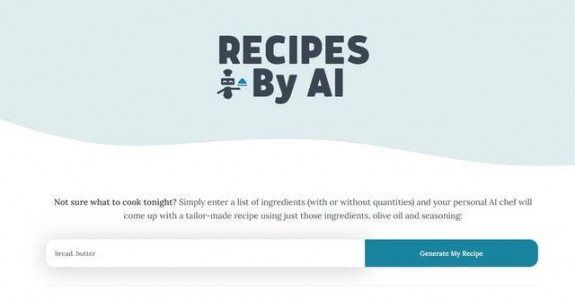 RECIPES
By AI
Not sure what to cook tonight? Simply enter a list of ingredients (with or without quantities) and your personal AI chef will
come up with a tailor-made recipe using just those ingredients, olive oil and seasoning:
bread, butter
Generate My Recipe